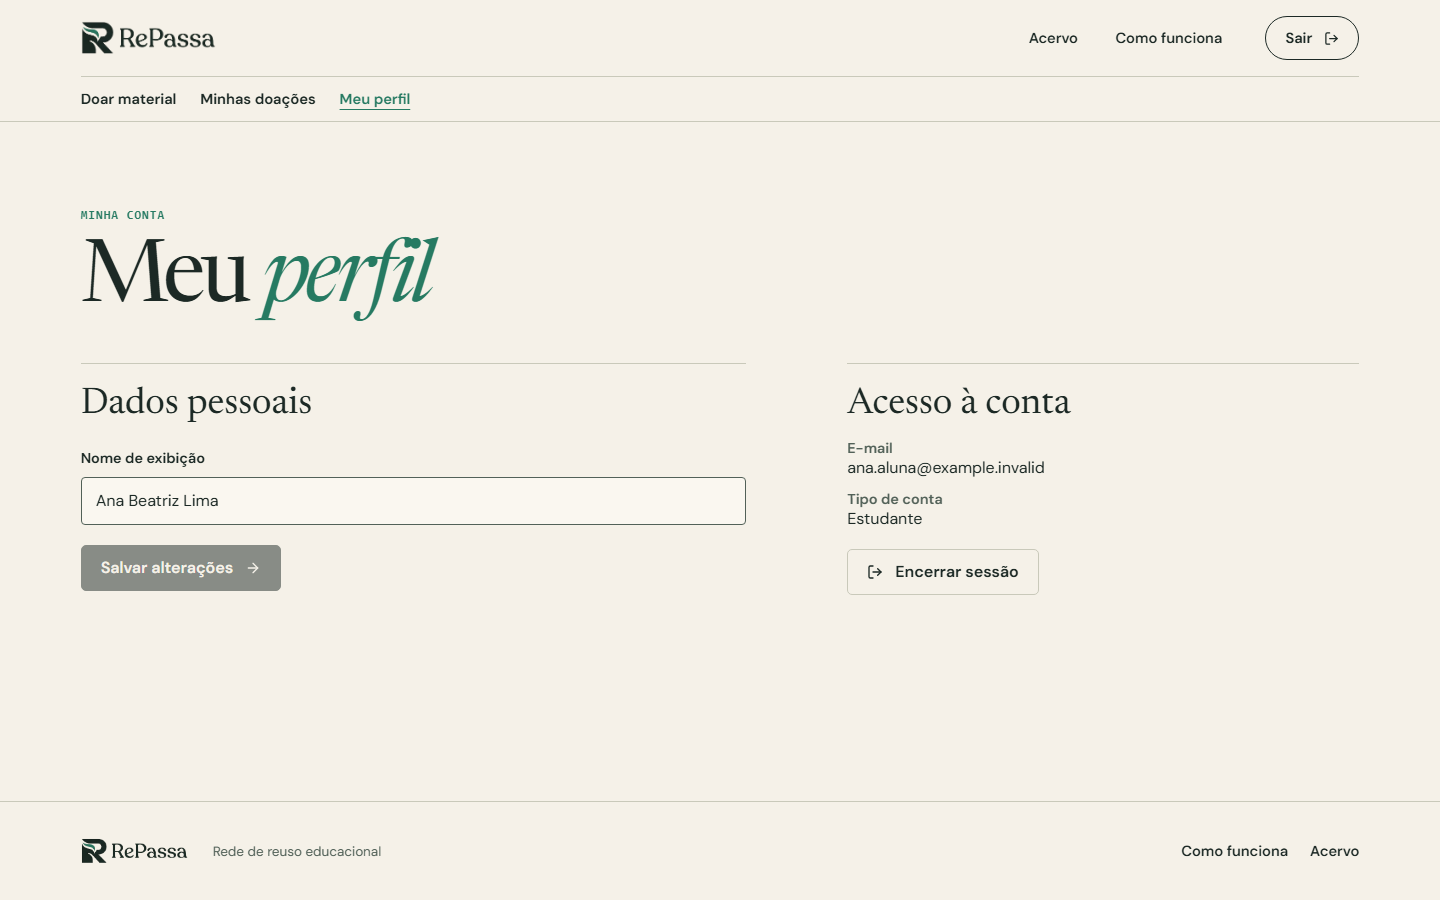 RePassa
Acervo
Como funciona
Sair
Doar material
Minhas doações
Meu perfil
MINHA CONTA
Meu perfil
Dados pessoais
Nome de exibição
Ana Beatriz Lima
Salvar alterações
Acesso à conta
E-mail
ana.aluna@example.invalid
Tipo de conta
Estudante
Encerrar sessão
RePassa
Rede de reuso educacional
Como funciona
Acervo